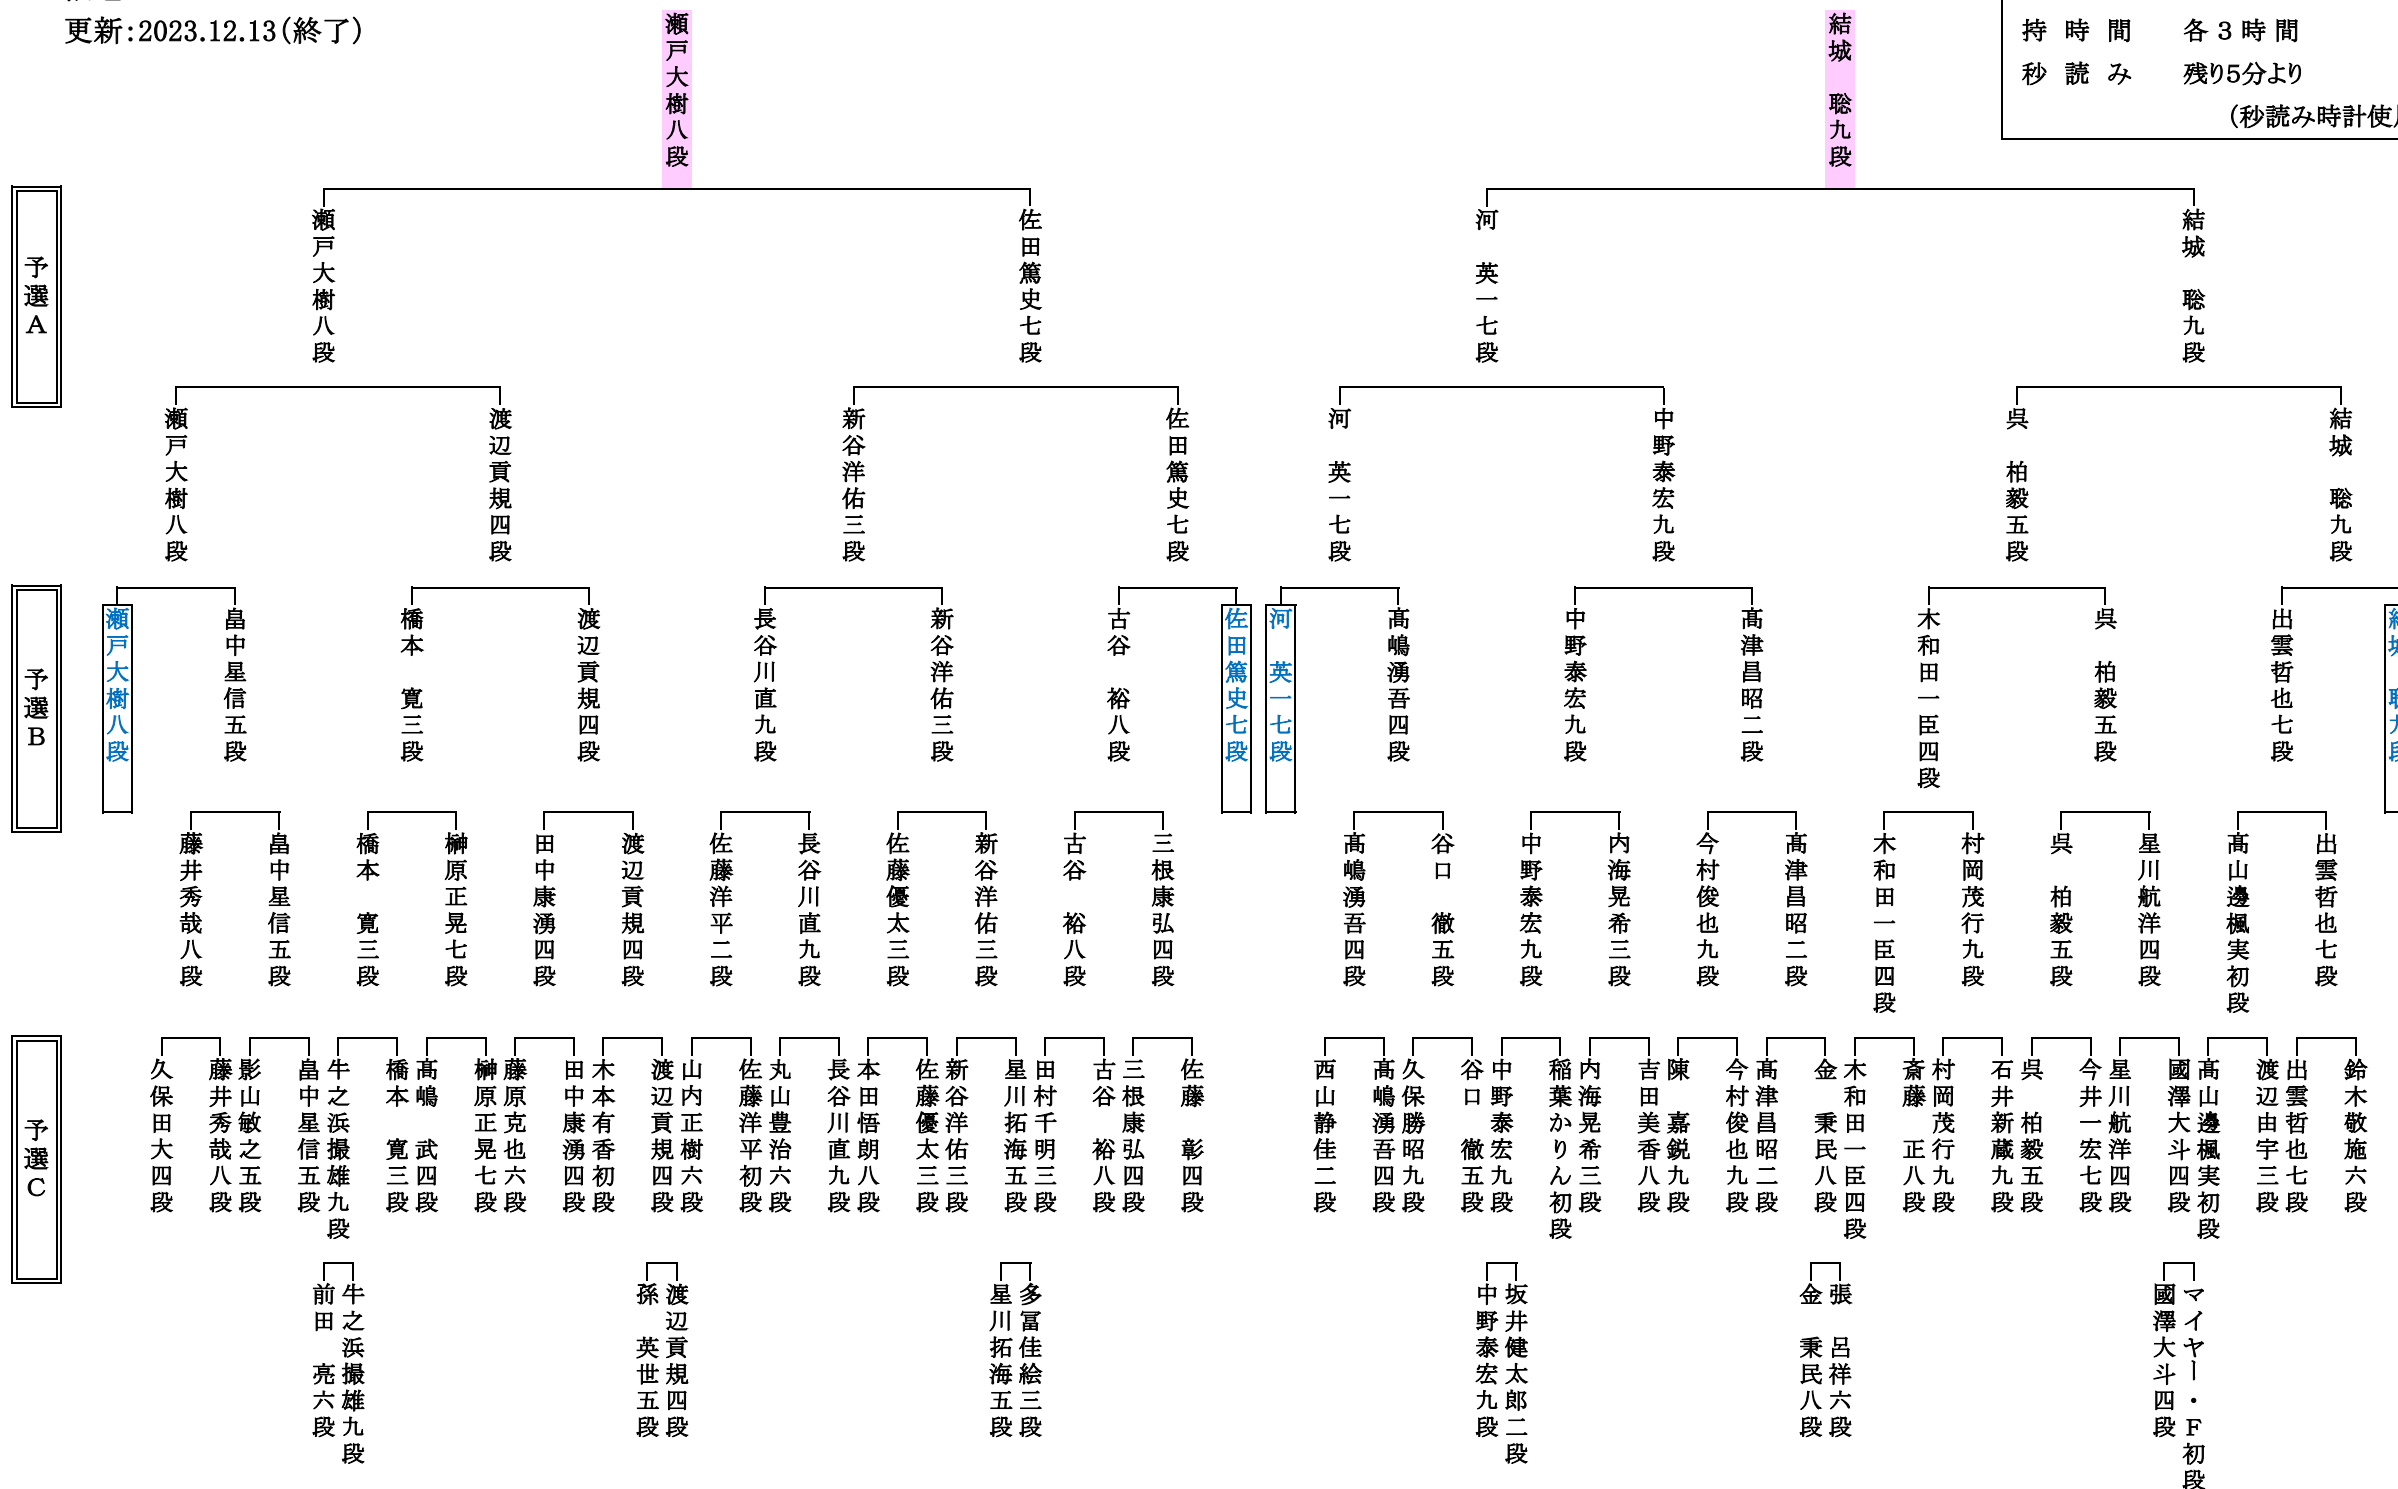 更新：2023.12.13（終了）
持時間 各3時間
秒読み 残り5分より
（秒読み時計使
瀬戸大樹八段
結城 聡九段
予選A
瀬戸大樹八段
佐田篤史七段
河 英一七段
結城 聡九段
瀬戸大樹八段
渡辺貢規四段
新谷洋佑三段
佐田篤史七段
河 英一七段
中野泰宏九段
呉 柏毅五段
結城 聡九段
予選B
瀬戸大樹八段
畠中星信五段
橋本 寛三段
渡辺貢規四段
長谷川直九段
新谷洋佑三段
古谷 裕八段
佐田篤史七段
河 英一七段
髙嶋湧吾四段
中野泰宏九段
髙津昌昭二段
木和田一臣四段
呉 柏毅五段
出雲哲也七段
結城 聡九段
藤井秀哉八段
畠中星信五段
橋本 寛三段
榊原正晃七段
田中康湧四段
渡辺貢規四段
佐藤洋平二段
長谷川直九段
佐藤優太三段
新谷洋佑三段
古谷 裕八段
三根康弘四段
髙嶋湧吾四段
谷口 徹五段
中野泰宏九段
内海晃希三段
今村俊也九段
髙津昌昭二段
木和田一臣四段
村岡茂行九段
呉 柏毅五段
星川航洋四段
髙山邊楓実初段
出雲哲也七段
予選C
久保田大四段
藤井秀哉八段
影山敏之五段
畠中星信五段
牛之浜撮雄九段
橋本 寛三段
髙嶋 武四段
榊原正晃七段
藤原克也六段
田中康湧四段
木本有香初段
渡辺貢規四段
山内正樹六段
佐藤洋平初段
丸山豊治六段
長谷川直九段
本田悟朗八段
佐藤優太三段
新谷洋佑三段
星川拓海五段
田村千明三段
古谷 裕八段
三根康弘四段
佐藤 彰四段
西山静佳二段
髙嶋湧吾四段
久保勝昭九段
谷口 徹五段
中野泰宏九段
稲葉かりん初段
内海晃希三段
吉田美香八段
陳 嘉鋭九段
今村俊也九段
髙津昌昭二段
金 秉民八段
木和田一臣四段
斎藤 正八段
村岡茂行九段
石井新蔵九段
呉 柏毅五段
今井一宏七段
星川航洋四段
國澤大斗四段
髙山邊楓実初段
渡辺由宇三段
出雲哲也七段
鈴木敬施六段
前田 亮六段
牛之浜撮雄九段
孫 英世五段
渡辺貢規四段
星川拓海五段
多冨佳絵三段
中野泰宏九段
坂井健太郎二段
金 秉民八段
張 呂祥六段
國澤大斗四段
マイヤー・F初段